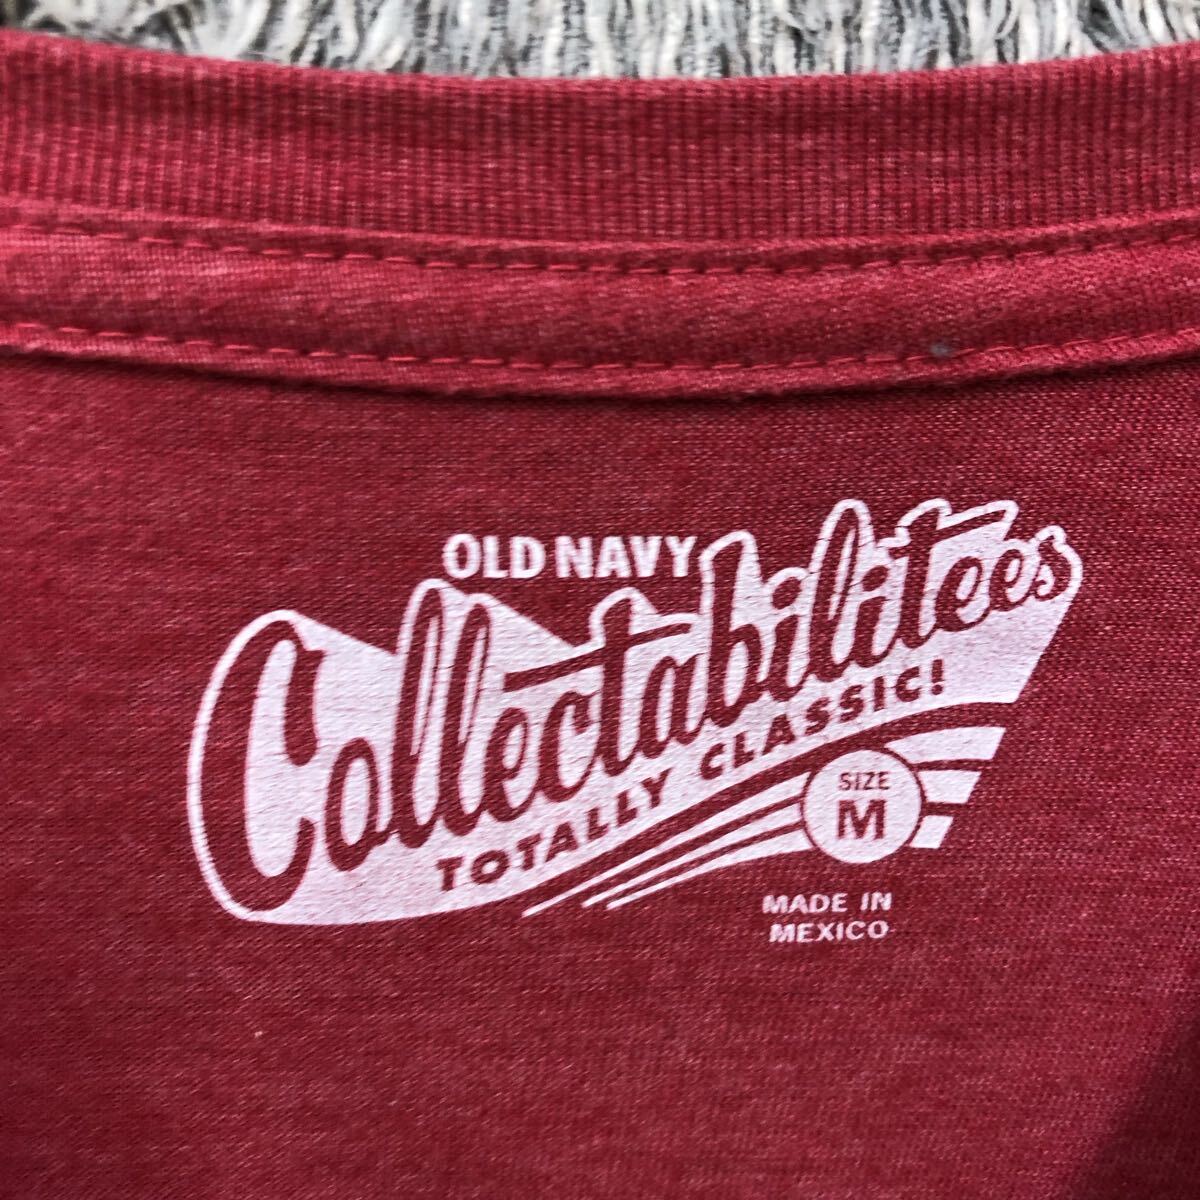 OLD NAVY
Collectabilitees
TOTALLY CLASSIC!
SIZE
M
MADE IN
MEXICO